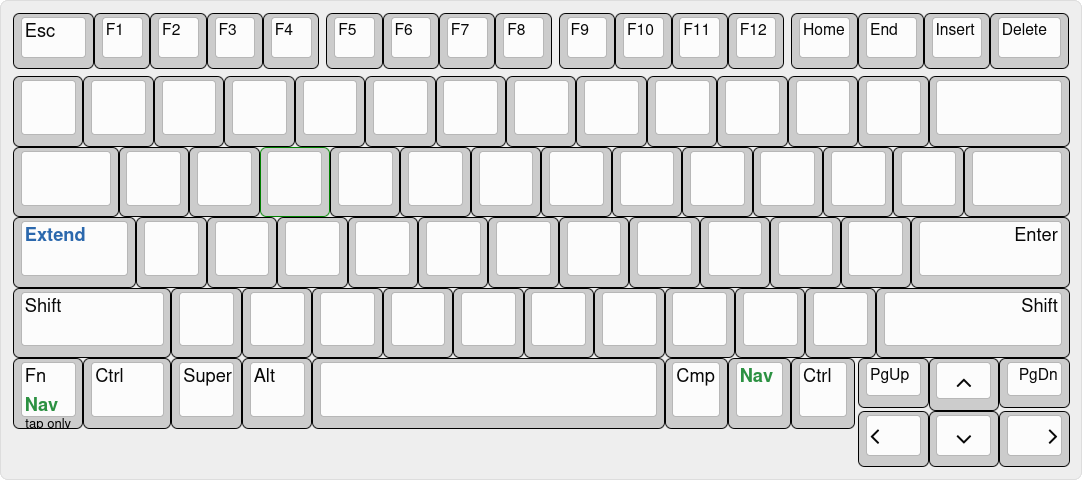 Esc F1 F2 F3 F4 F5 F6 F7 F8 F9 F10 F11 F12 Home End Insert Delete
Extend Enter
Shift Shift
Fn Ctrl Super Alt Cmp Nav Ctrl PgUp PgDn
Nav
tap only